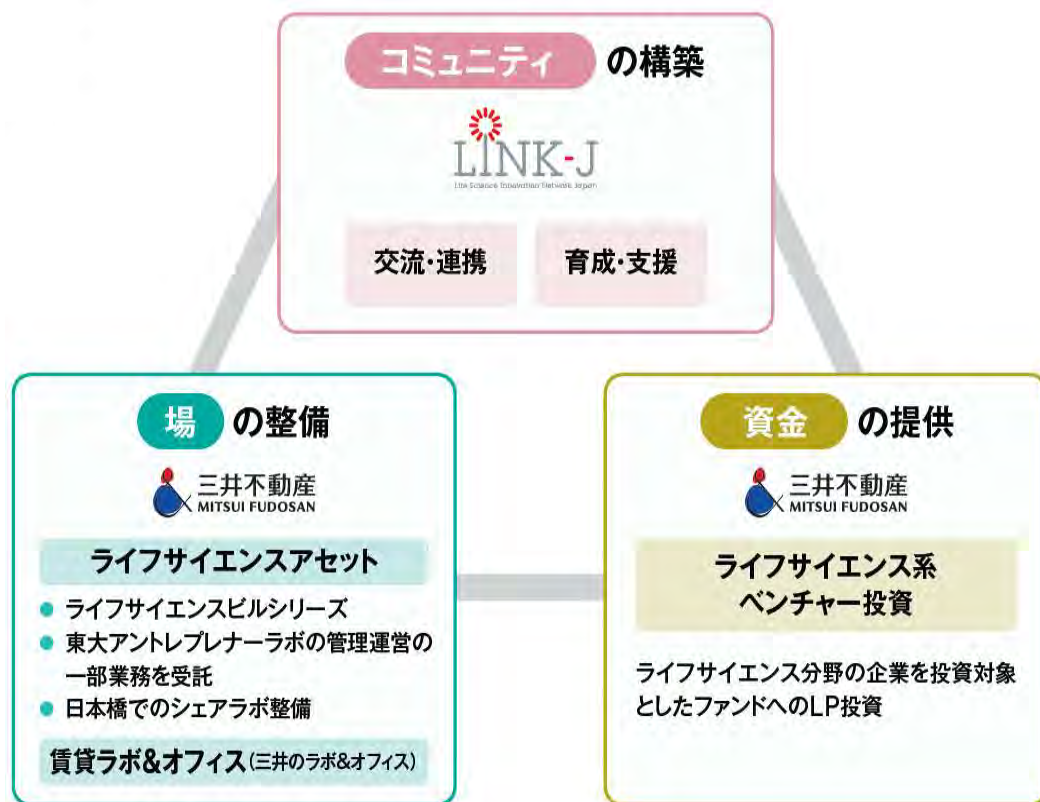 コミュニティ の構築
LINK-J
Life Science Innovation Network Japan
交流・連携
育成・支援
場 の整備
三井不動産
MITSUI FUDOSAN
ライフサイエンスアセット
● ライフサイエンスビルシリーズ
● 東大アントレプレナーラボの管理運営の
一部業務を受託
● 日本橋でのシェアラボ整備
賃貸ラボ&オフィス(三井のラボ&オフィス)
資金 の提供
三井不動産
MITSUI FUDOSAN
ライフサイエンス系
ベンチャー投資
ライフサイエンス分野の企業を投資対象
としたファンドへのLP投資